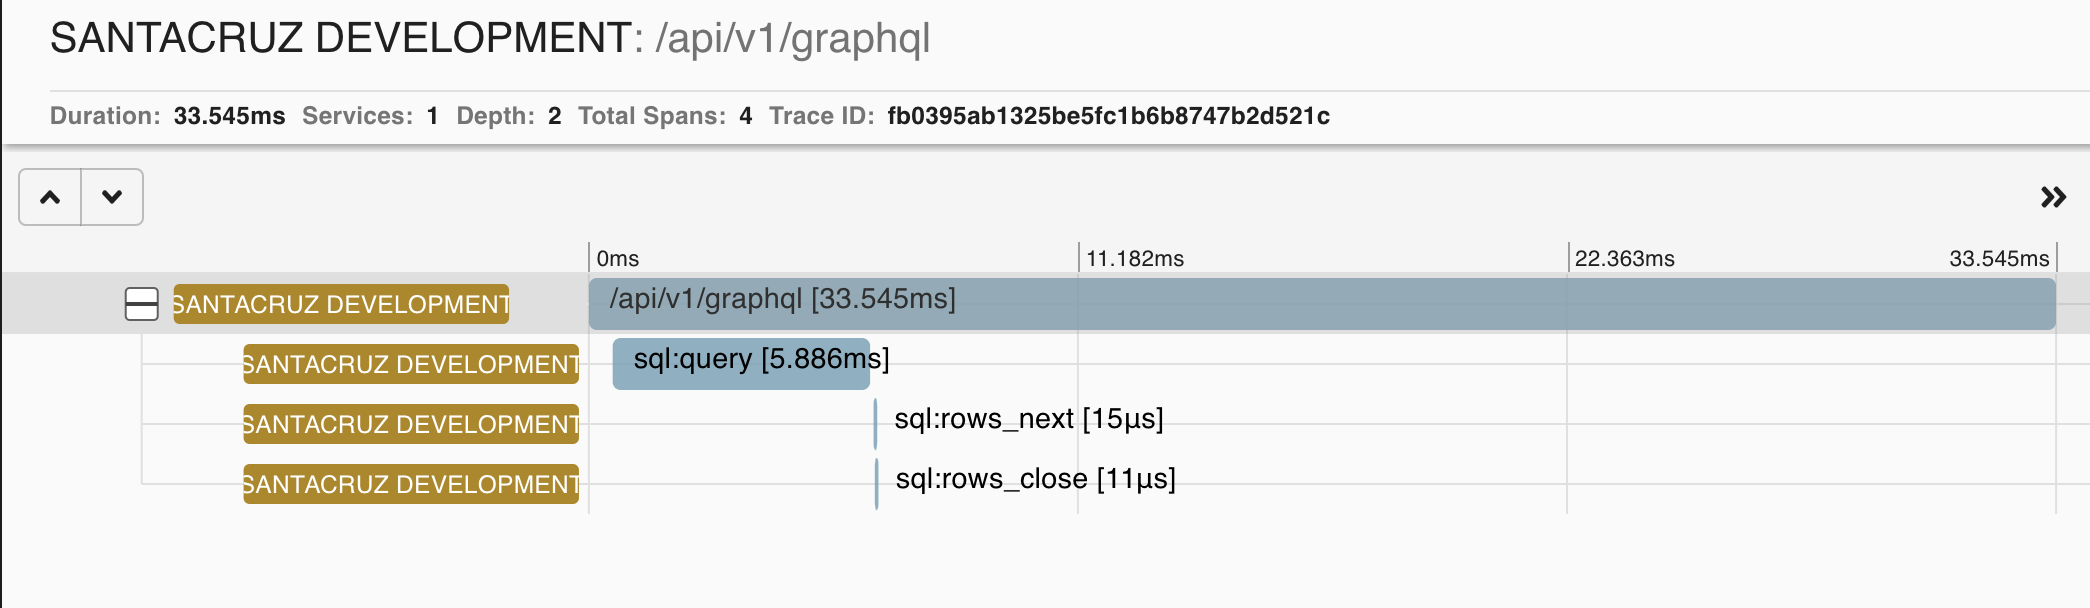 SANTACRUZ DEVELOPMENT: /api/v1/graphql
Duration: 33.545ms Services: 1 Depth: 2 Total Spans: 4 Trace ID: fb0395ab1325be5fc1b6b8747b2d521c
0ms 11.182ms 22.363ms 33.545ms
SANTACRUZ DEVELOPMENT /api/v1/graphql [33.545ms]
SANTACRUZ DEVELOPMENT sql:query [5.886ms]
SANTACRUZ DEVELOPMENT sql:rows_next [15μs]
SANTACRUZ DEVELOPMENT sql:rows_close [11μs]